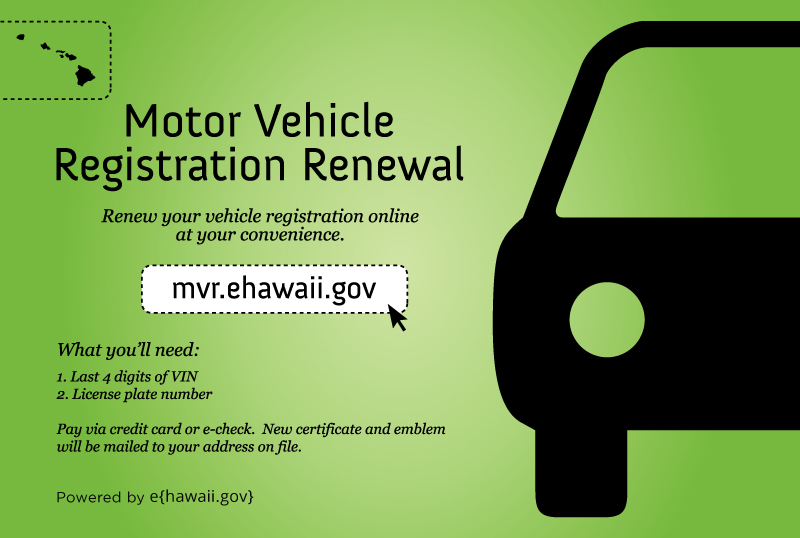 Motor Vehicle
Registration Renewal
Renew your vehicle registration online
at your convenience.
mvr.ehawaii.gov
What you’ll need:
1. Last 4 digits of VIN
2. License plate number
Pay via credit card or e-check.  New certificate and emblem
will be mailed to your address on file.
Powered by e{hawaii.gov}